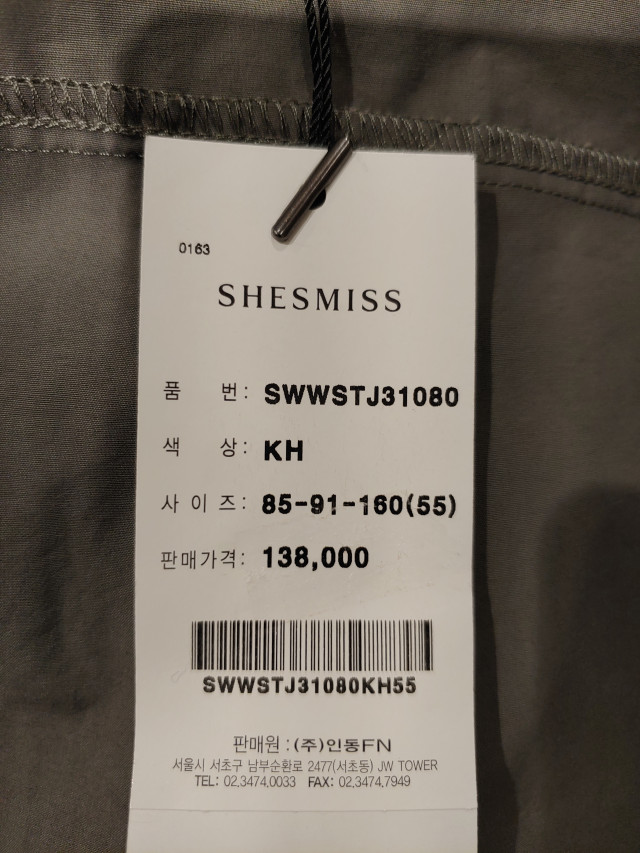 0163
SHESMISS
품 번: SWWSTJ31080
색 상: KH
사 이 즈: 85-91-160(55)
판매가격: 138,000
SWWSTJ31080KH55
판매원 : (주)인동FN
서울시 서초구 남부순환로 2477(서초동) JW TOWER
TEL: 02.3474.0033 FAX: 02.3474.7949